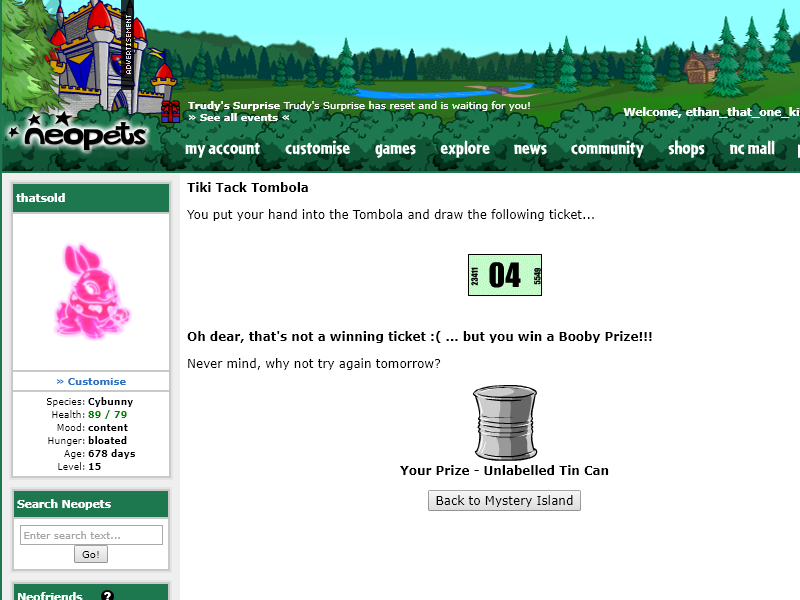 ADVERTISEMENT
Trudy's Surprise Trudy's Surprise has reset and is waiting for you!
» See all events «
Welcome, ethan_that_one_ki
neopets
my account customise games explore news community shops nc mall p
thatsold
» Customise
Species: Cybunny
Health: 89 / 79
Mood: content
Hunger: bloated
Age: 678 days
Level: 15
Search Neopets
Enter search text...
Go!
Neofriends ?
Tiki Tack Tombola
You put your hand into the Tombola and draw the following ticket...
23411 04 5549
Oh dear, that's not a winning ticket :( ... but you win a Booby Prize!!!
Never mind, why not try again tomorrow?
Your Prize - Unlabelled Tin Can
Back to Mystery Island